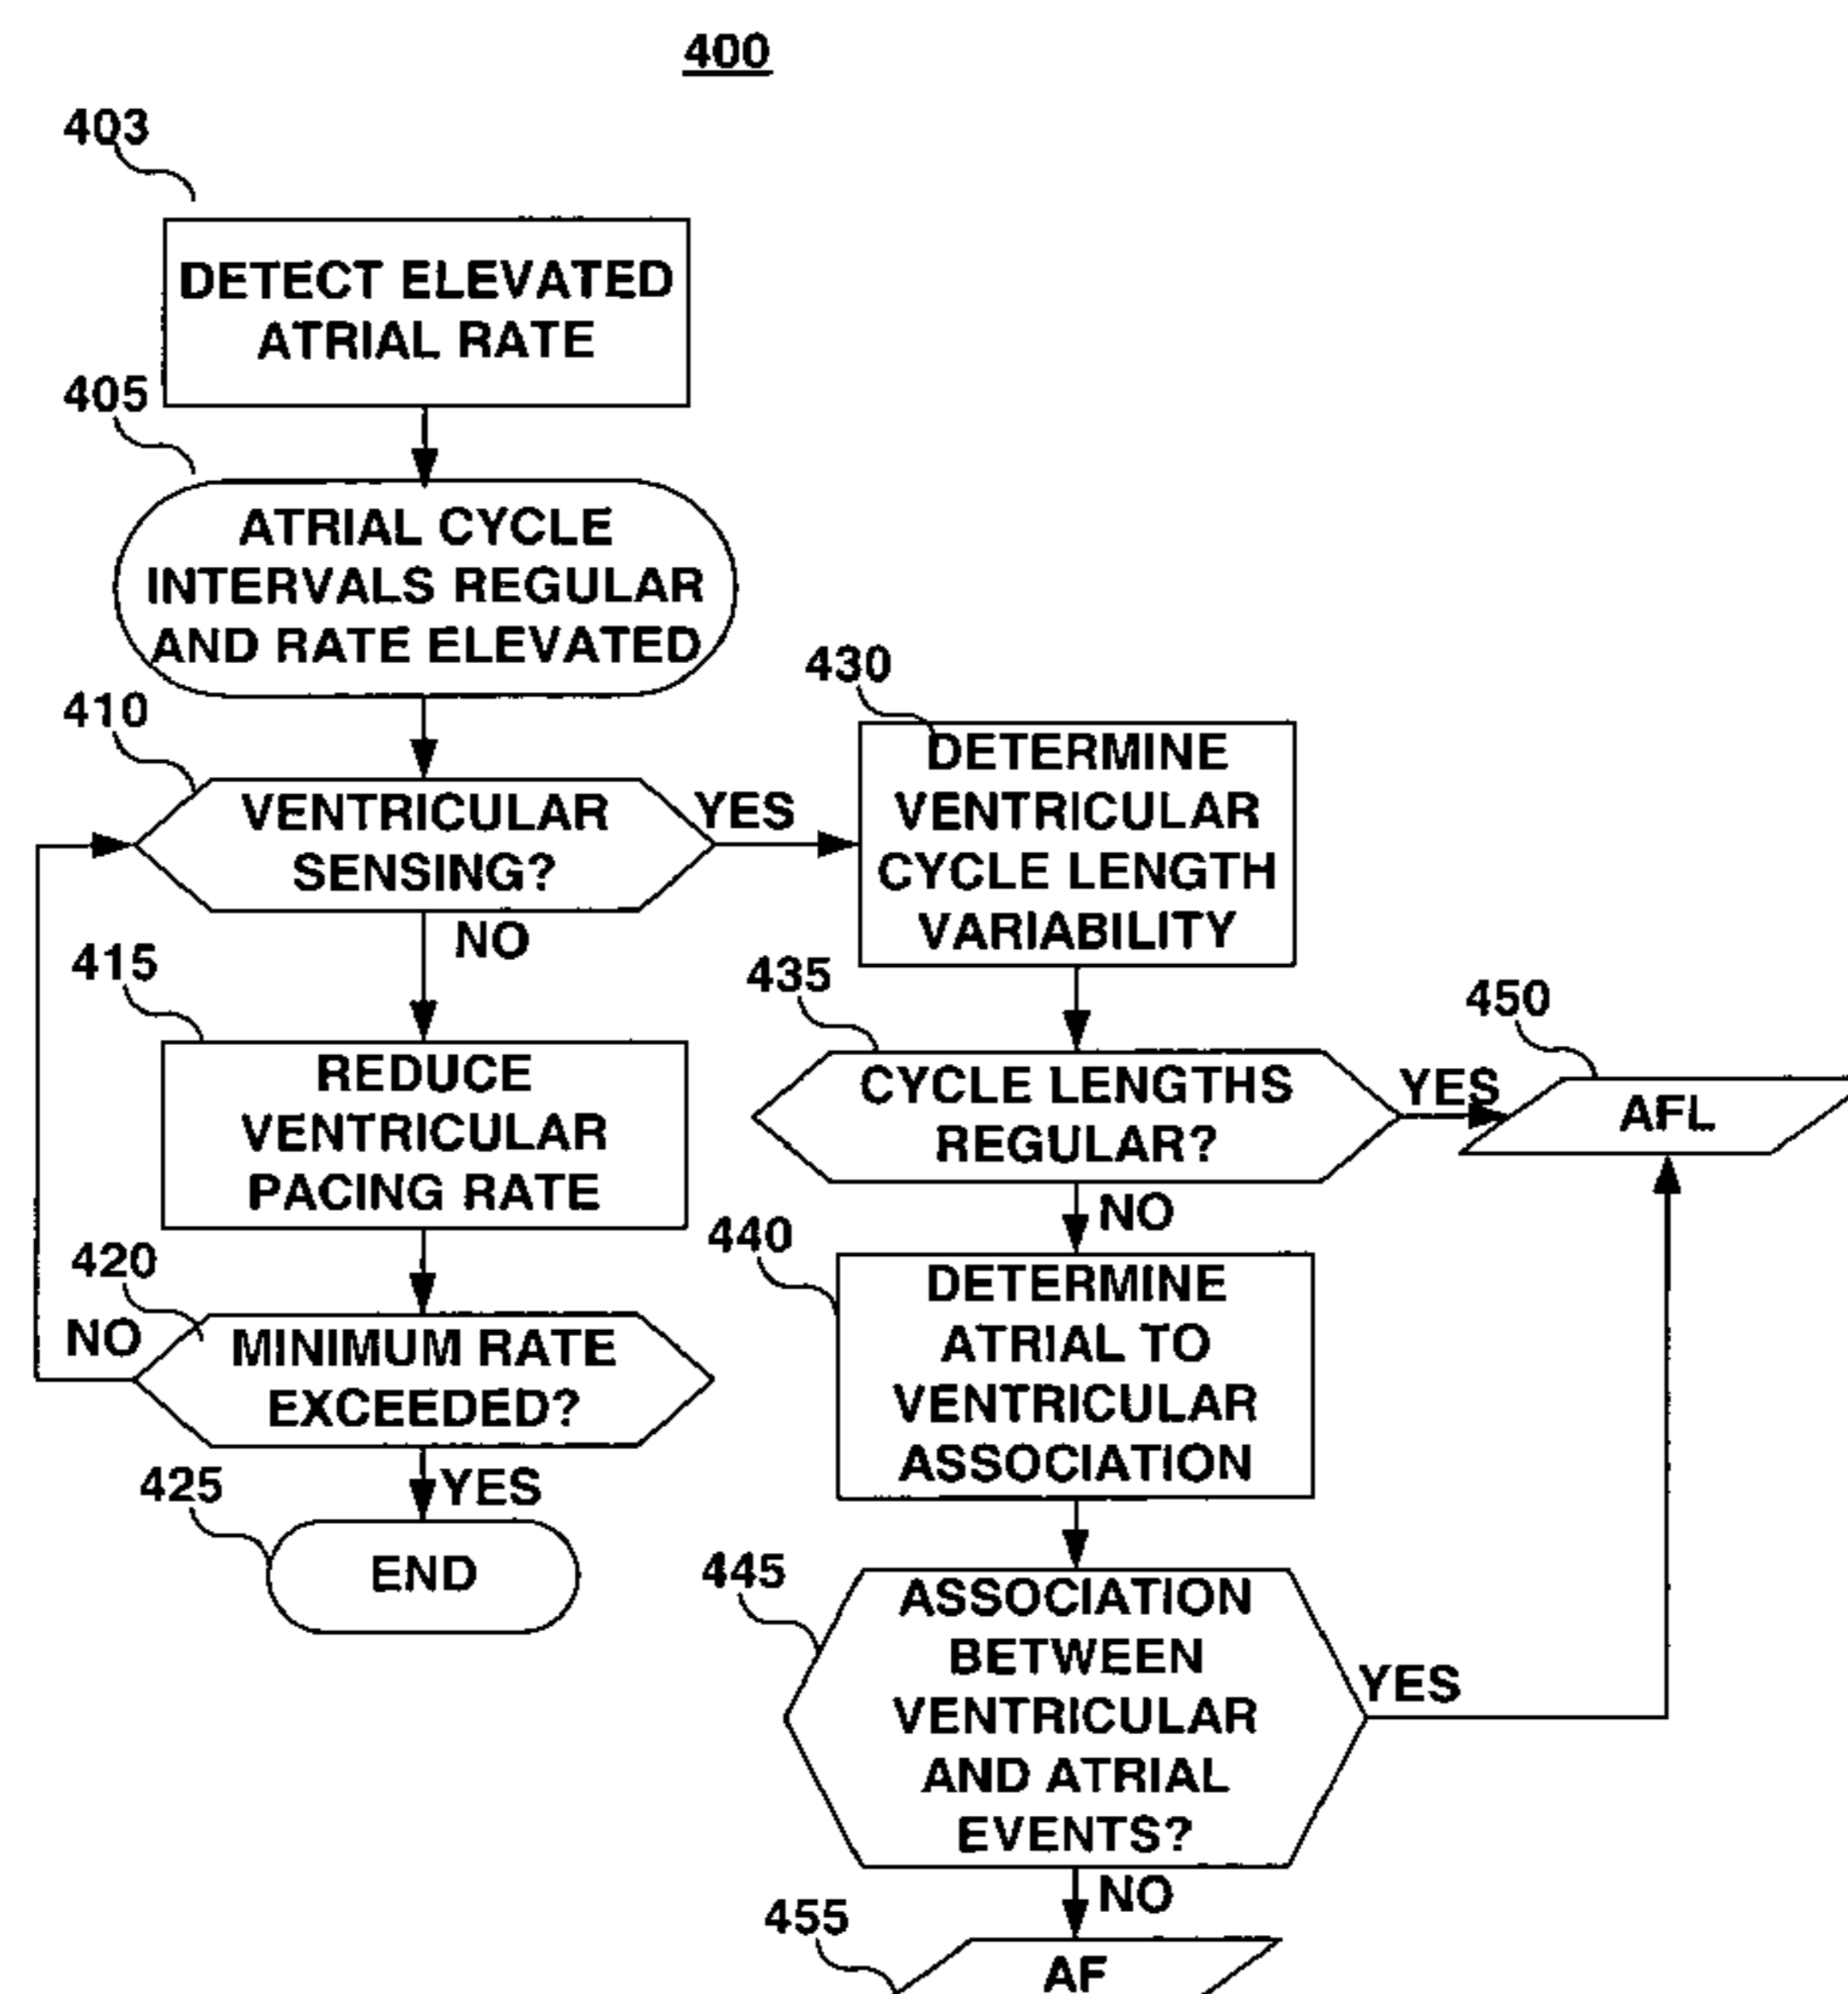 400
403
DETECT ELEVATED
ATRIAL RATE
405
ATRIAL CYCLE
INTERVALS REGULAR
AND RATE ELEVATED
410
VENTRICULAR
SENSING?
YES
NO
415
REDUCE
VENTRICULAR
PACING RATE
420
NO
MINIMUM RATE
EXCEEDED?
YES
425
END
430
DETERMINE
VENTRICULAR
CYCLE LENGTH
VARIABILITY
435
CYCLE LENGTHS
REGULAR?
YES
450
AFL
NO
440
DETERMINE
ATRIAL TO
VENTRICULAR
ASSOCIATION
445
ASSOCIATION
BETWEEN
VENTRICULAR
AND ATRIAL
EVENTS?
YES
NO
455
AF